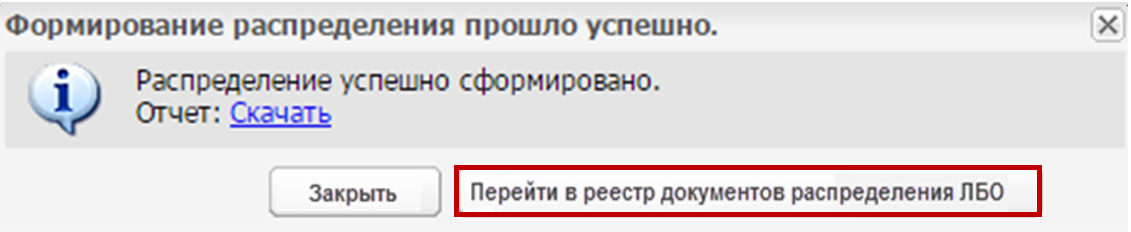 Формирование распределения прошло успешно.
Распределение успешно сформировано.
Отчет: Скачать
Закрыть
Перейти в реестр документов распределения ЛБО